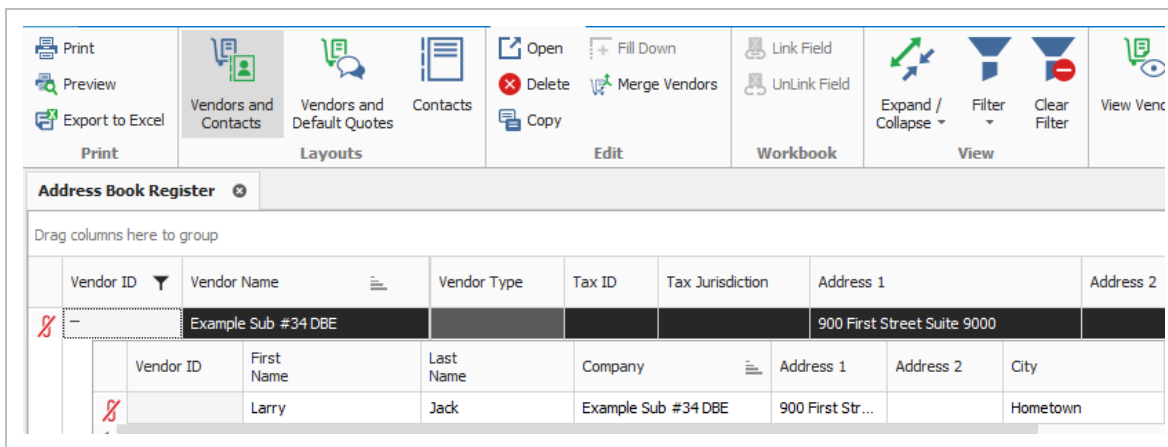 Print
Preview
Export to Excel
Print
Vendors and
Contacts
Vendors and
Default Quotes
Contacts
Layouts
Open
Delete
Copy
Fill Down
Merge Vendors
Edit
Link Field
UnLink Field
Workbook
Expand /
Collapse
Filter
Clear
Filter
View
View Vend
Address Book Register
Drag columns here to group
Vendor ID Vendor Name Vendor Type Tax ID Tax Jurisdiction Address 1 Address 2
Example Sub #34 DBE 900 First Street Suite 9000
Vendor ID First Name Last Name Company Address 1 Address 2 City
Larry Jack Example Sub #34 DBE 900 First Str... Hometown